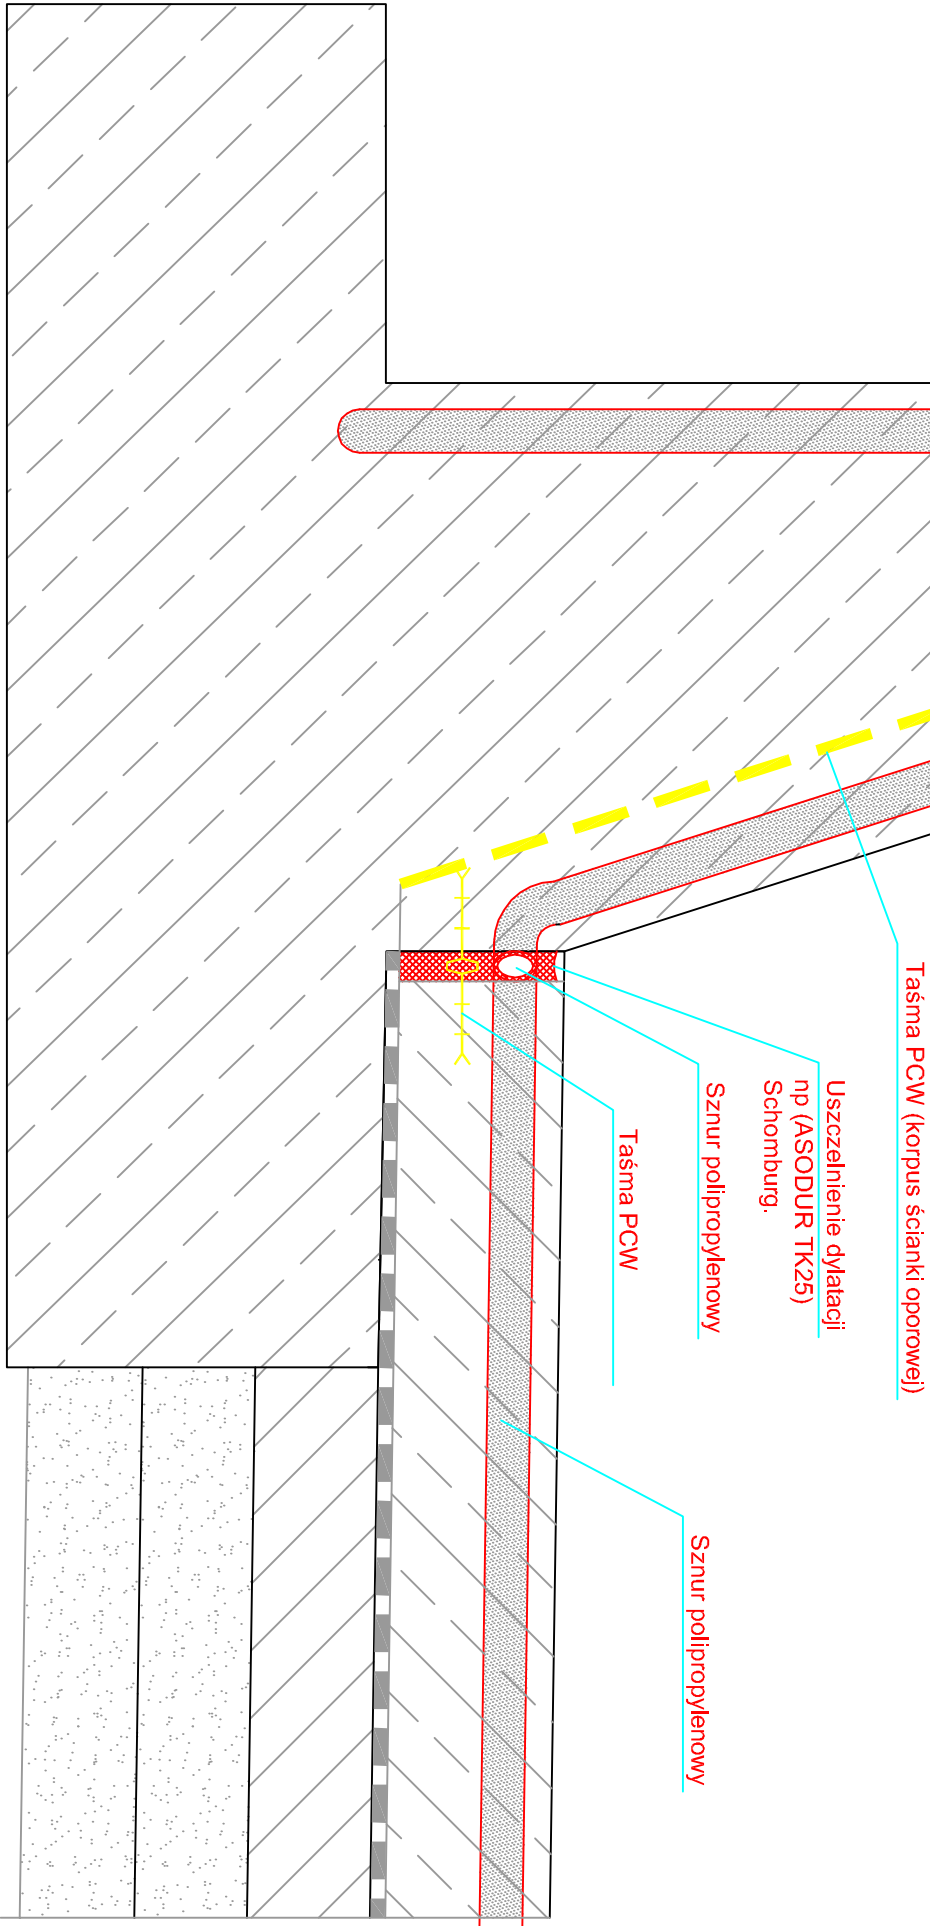 Taśma PCW (korpus ścianki oporowej)
Uszczelnienie dylatacji
np (ASODUR TK25)
Schomburg.
Sznur polipropylenowy
Taśma PCW
Sznur polipropylenowy